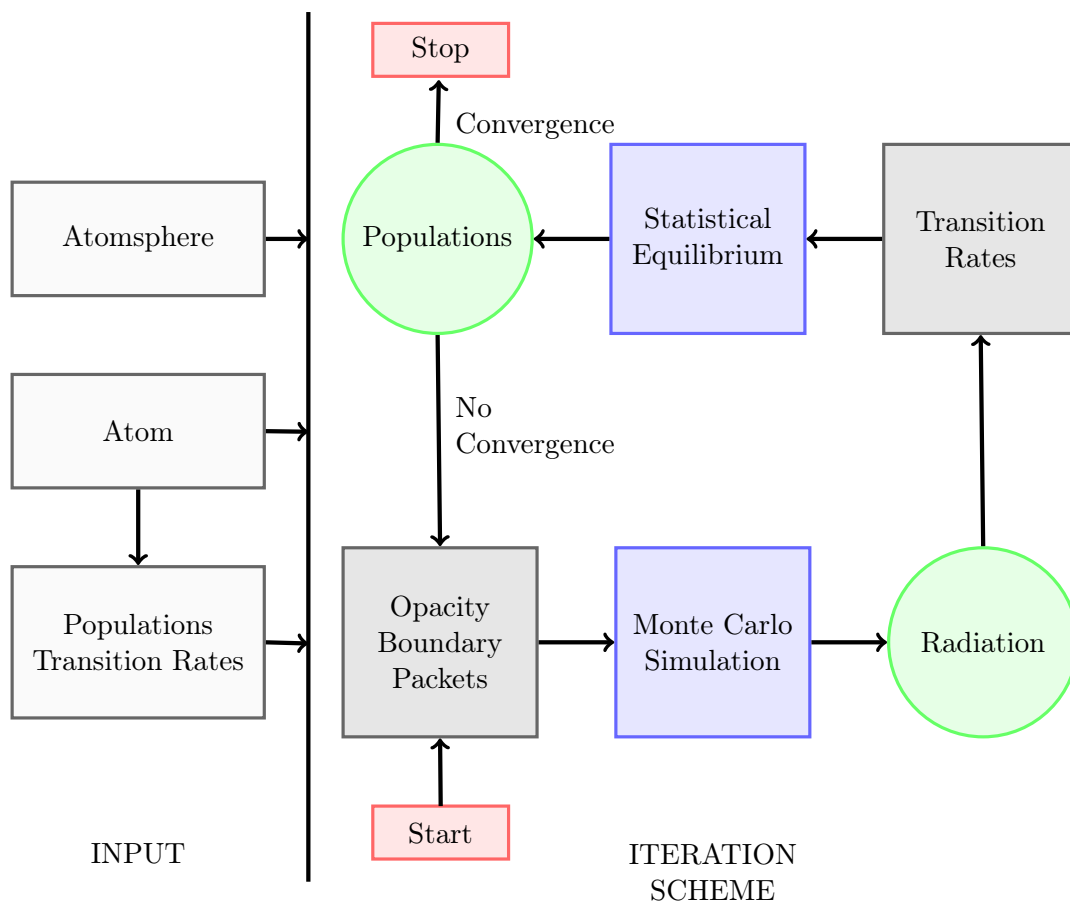 Stop
Convergence
Atomsphere
Populations
Statistical
Equilibrium
Transition
Rates
Atom
No
Convergence
Populations
Transition Rates
Opacity
Boundary
Packets
Monte Carlo
Simulation
Radiation
Start
INPUT
ITERATION
SCHEME